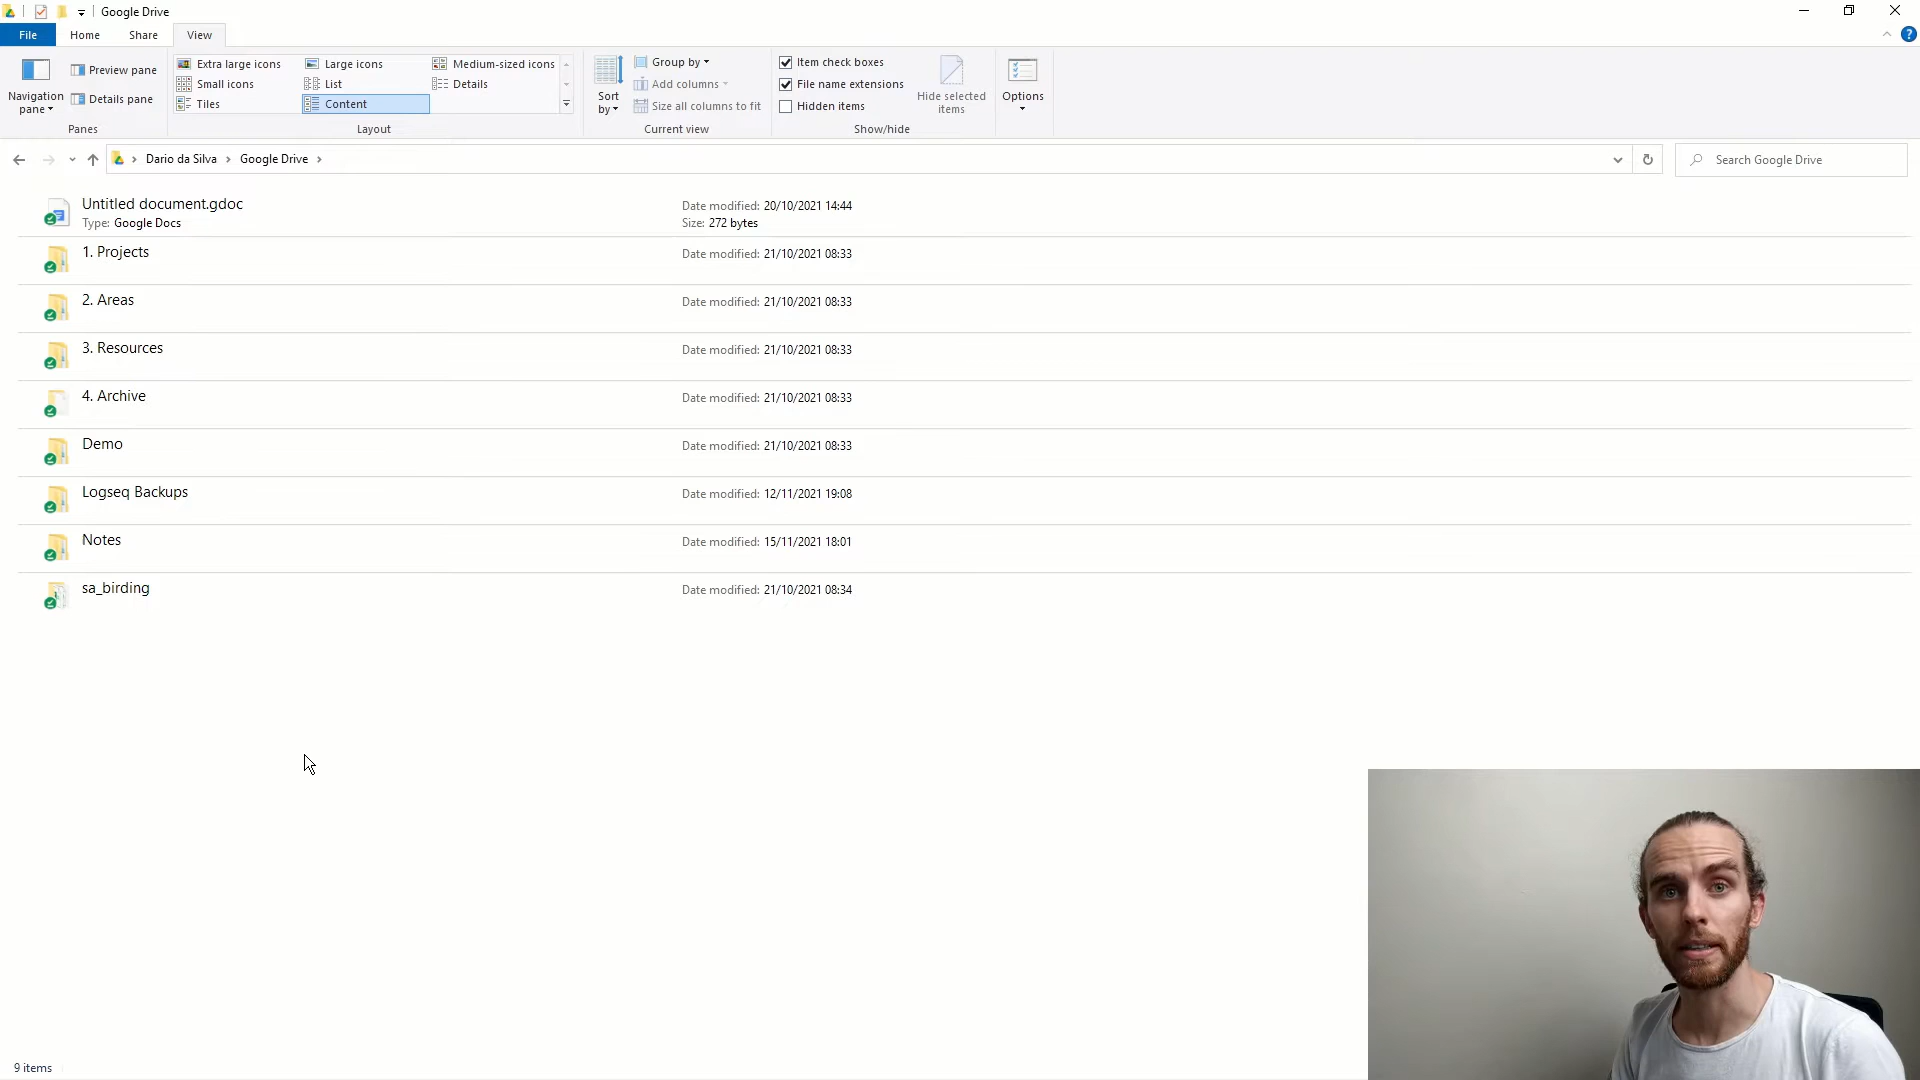 Google Drive
File Home Share View
Navigation pane
Preview pane
Details pane
Panes
Extra large icons Large icons Medium-sized icons
Small icons List Details
Tiles Content
Layout
Sort by
Group by
Add columns
Size all columns to fit
Current view
Item check boxes
File name extensions
Hidden items
Hide selected items
Show/hide
Options
?
Dario da Silva > Google Drive >
Search Google Drive
Untitled document.gdoc Date modified: 20/10/2021 14:44
Type: Google Docs Size: 272 bytes
1. Projects Date modified: 21/10/2021 08:33
2. Areas Date modified: 21/10/2021 08:33
3. Resources Date modified: 21/10/2021 08:33
4. Archive Date modified: 21/10/2021 08:33
Demo Date modified: 21/10/2021 08:33
Logseq Backups Date modified: 12/11/2021 19:08
Notes Date modified: 15/11/2021 18:01
sa_birding Date modified: 21/10/2021 08:34
9 items